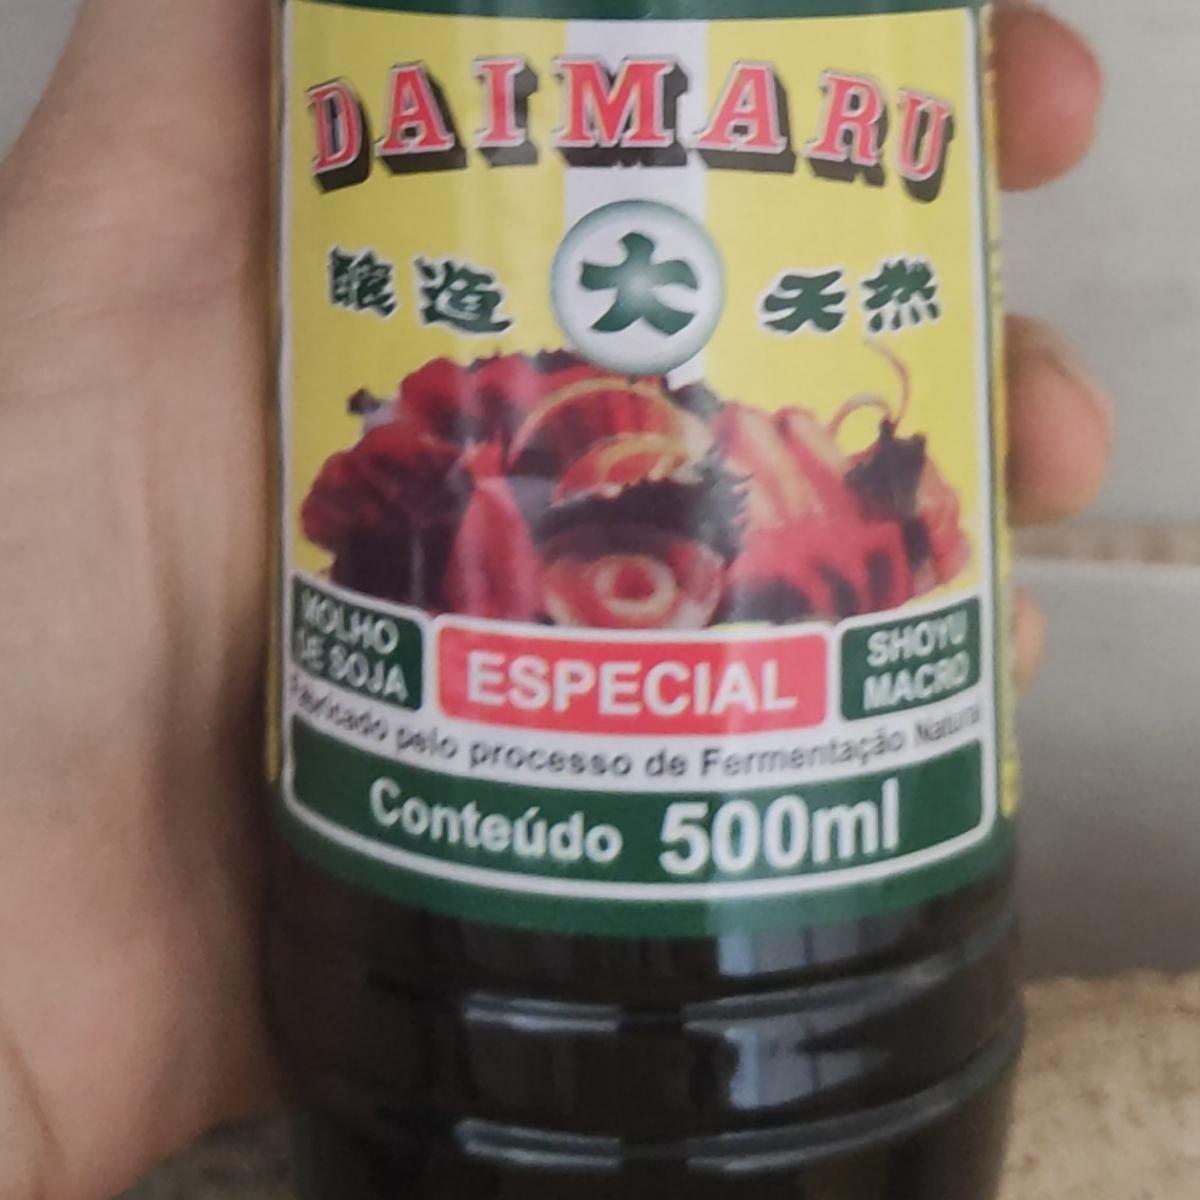 DAIMARU
醸造 大 天然
MOLHO
DE SOJA
ESPECIAL
SHOYU
MACRO
Fabricado pelo processo de Fermentação Natural
Conteúdo 500ml